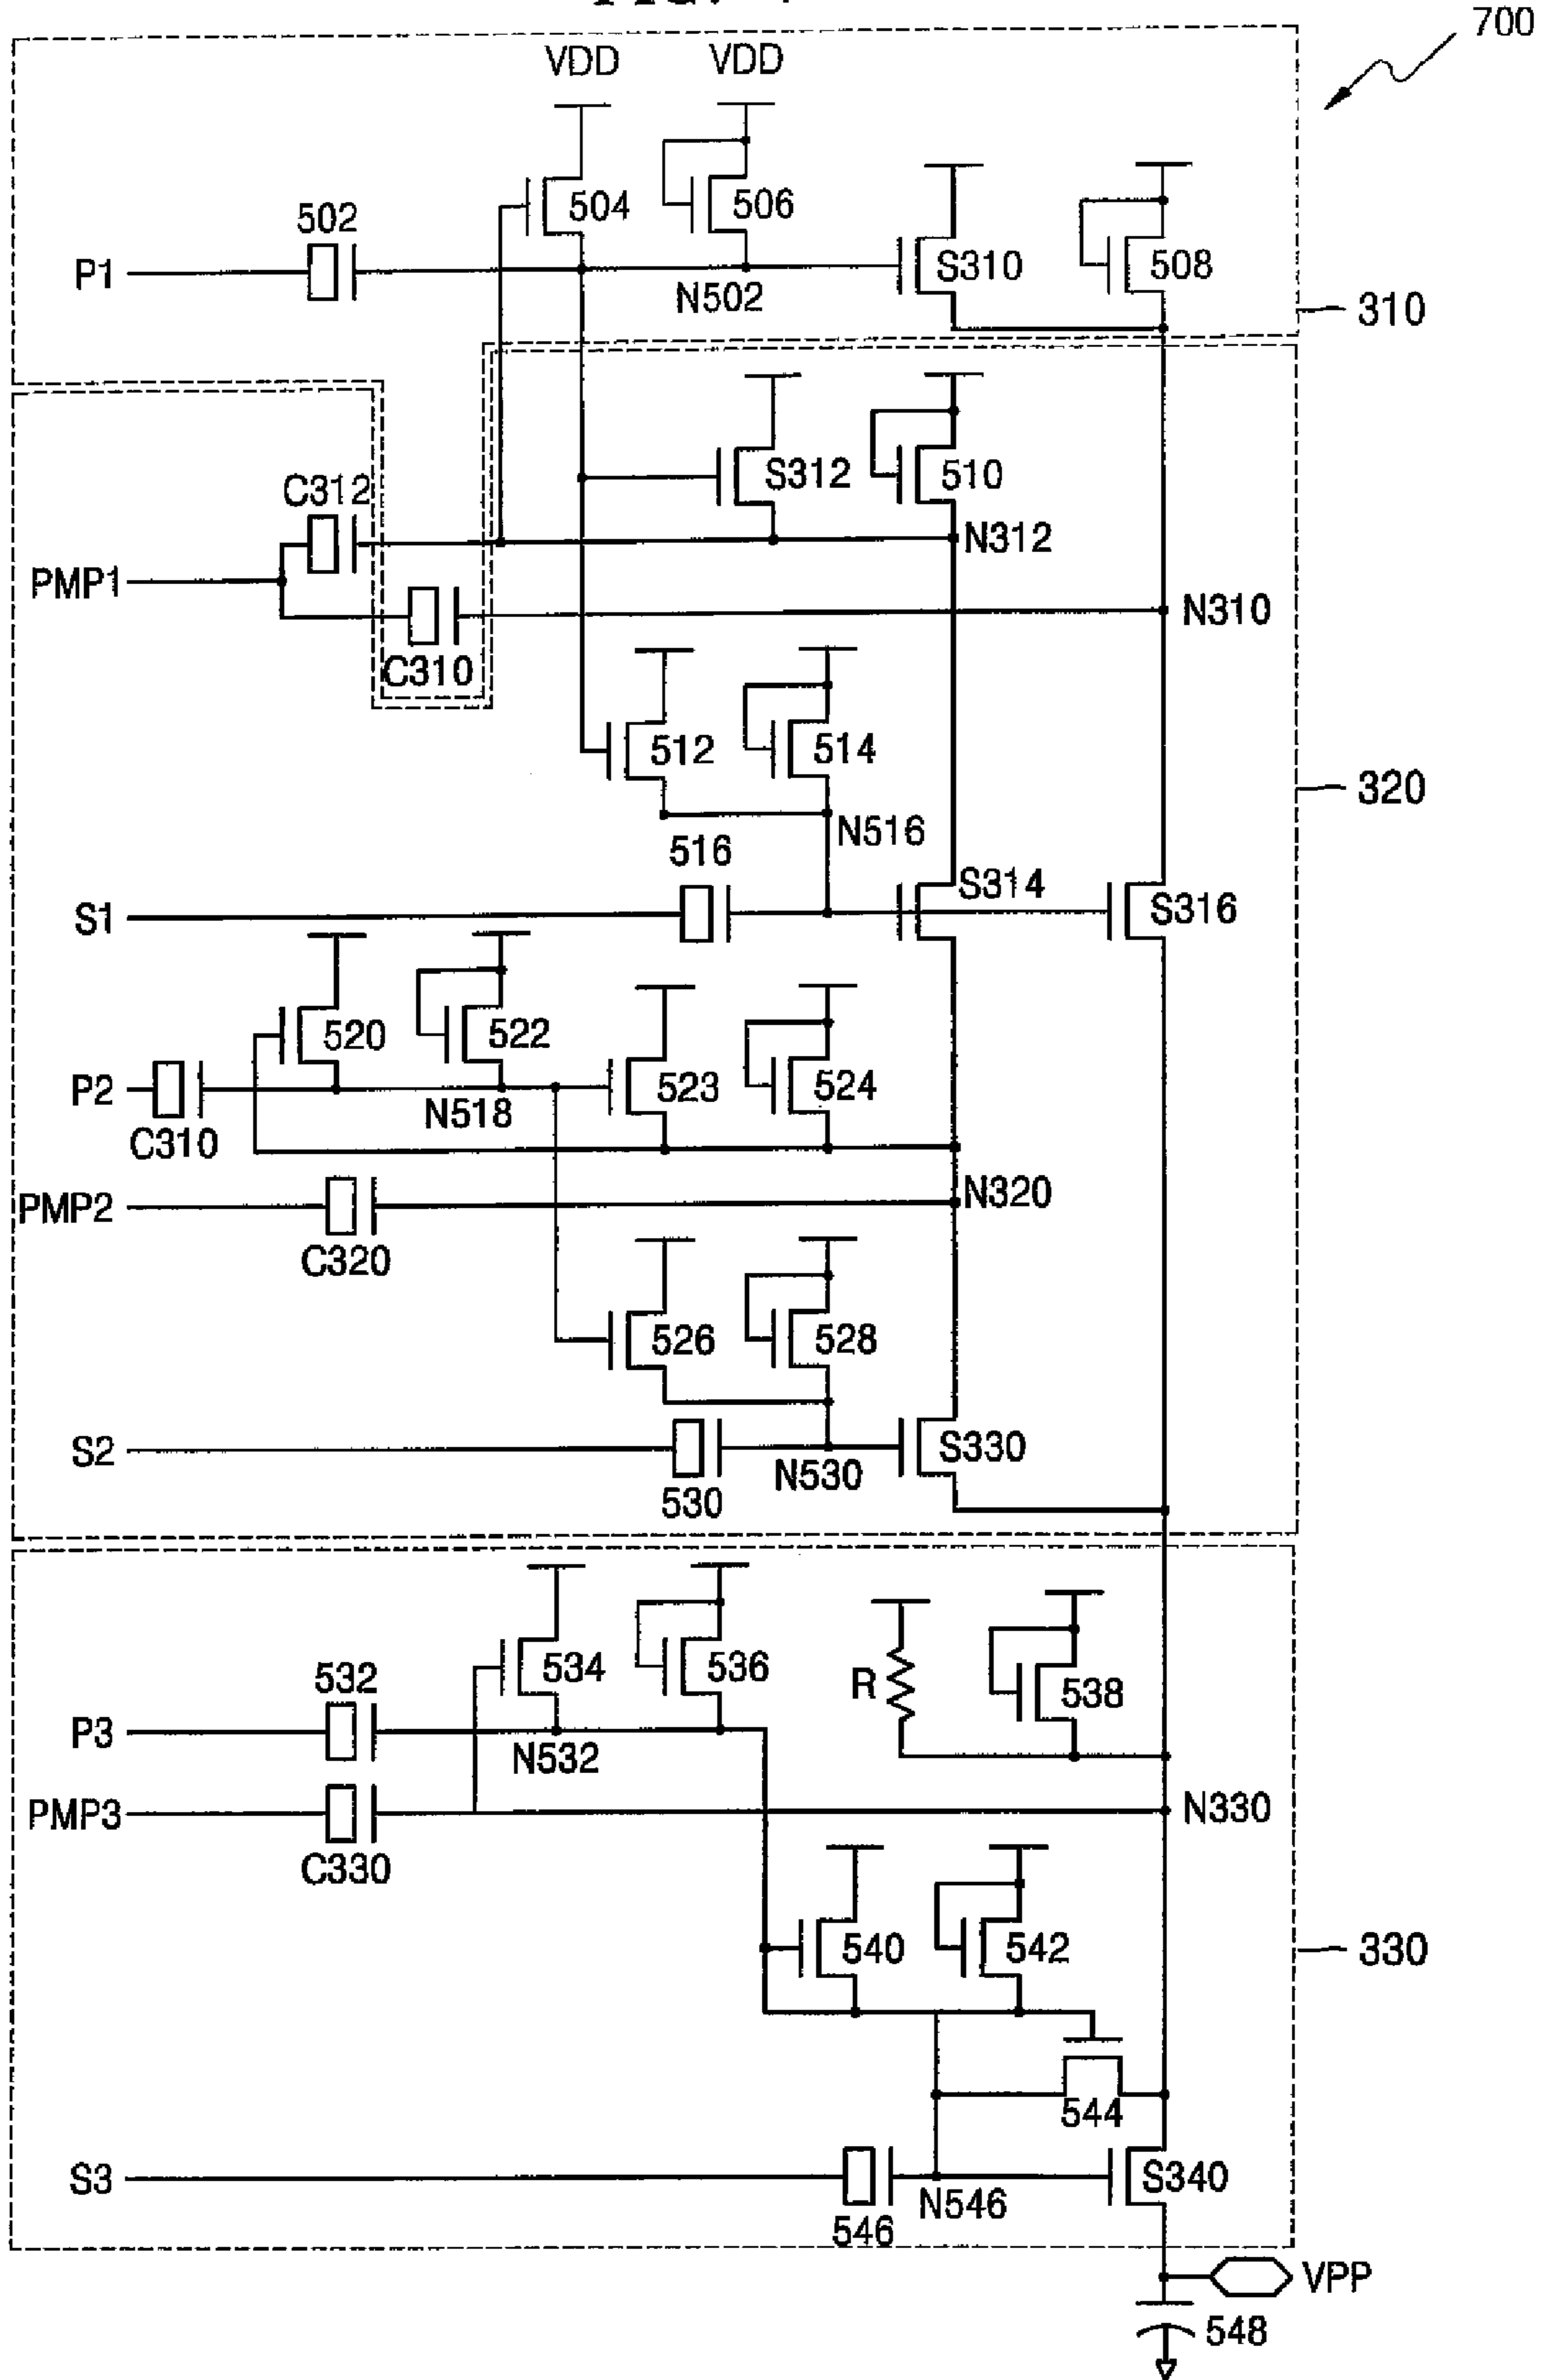 700
VDD VDD
504 506
502
P1 S310 508
N502
310
C312 S312 510
N312
PMP1
N310
C310
512 514
320
516 N516
S314
S1 S316
520 522
P2 523 524
N518
C310
PMP2 N320
C320
526 528
S2 S330
N530
530
534 536
532 R 538
P3
N532
PMP3 N330
C330
540 542 330
544
S3 S340
N546
546
VPP
548